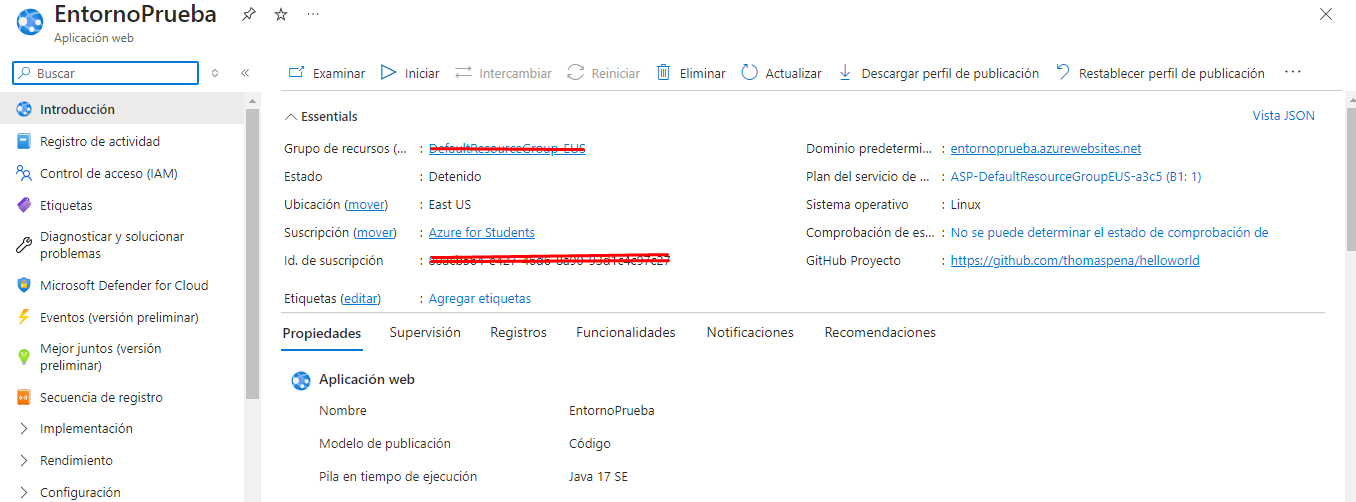 EntornoPrueba
Aplicación web
Buscar
Examinar Iniciar Intercambiar Reiniciar Eliminar Actualizar Descargar perfil de publicación Restablecer perfil de publicación ...
Introducción
Registro de actividad
Control de acceso (IAM)
Etiquetas
Diagnosticar y solucionar
problemas
Microsoft Defender for Cloud
Eventos (versión preliminar)
Mejor juntos (versión
preliminar)
Secuencia de registro
Implementación
Rendimiento
Configuración
Essentials
Vista JSON
Grupo de recursos (... : DefaultResourceGroup-EUS
Estado : Detenido
Ubicación (mover) : East US
Suscripción (mover) : Azure for Students
Id. de suscripción :
Etiquetas (editar) : Agregar etiquetas
Dominio predetermi... : entornoprueba.azurewebsites.net
Plan del servicio de ... : ASP-DefaultResourceGroupEUS-a3c5 (B1: 1)
Sistema operativo : Linux
Comprobación de es... : No se puede determinar el estado de comprobación de
GitHub Proyecto : https://github.com/thomaspena/helloworld
Propiedades Supervisión Registros Funcionalidades Notificaciones Recomendaciones
Aplicación web
Nombre EntornoPrueba
Modelo de publicación Código
Pila en tiempo de ejecución Java 17 SE